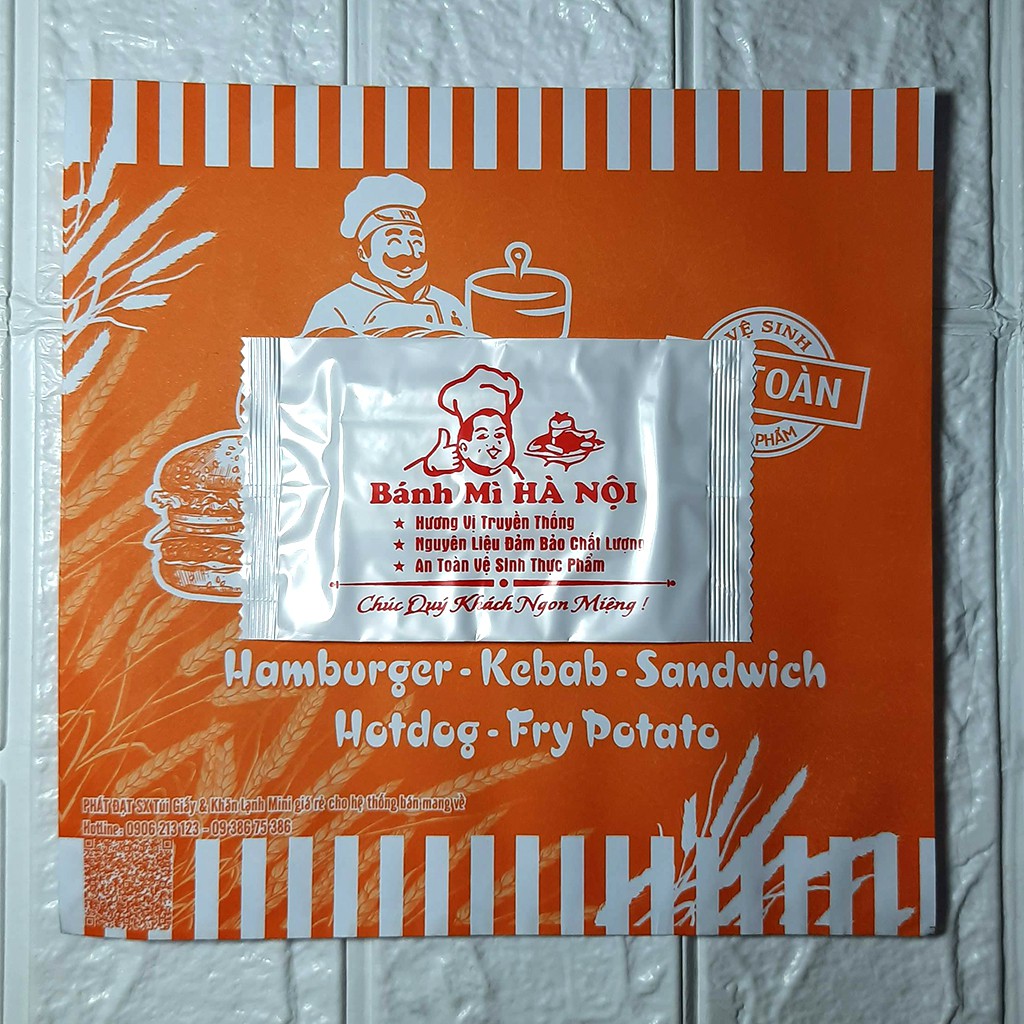 VỆ SINH
TOÀN
PHẨM
Bánh Mì HÀ NỘI
★ Hương Vị Truyền Thống
★ Nguyên Liệu Đảm Bảo Chất Lượng
★ An Toàn Vệ Sinh Thực Phẩm
Chúc Quý Khách Ngon Miệng !
Hamburger - Kebab - Sandwich
Hotdog - Fry Potato
PHÁT ĐẠT SX Túi Giấy & Khăn Lạnh Mini giá rẻ cho hệ thống bán mang về
Hotline: 0906 213 123 - 09 386 75 386